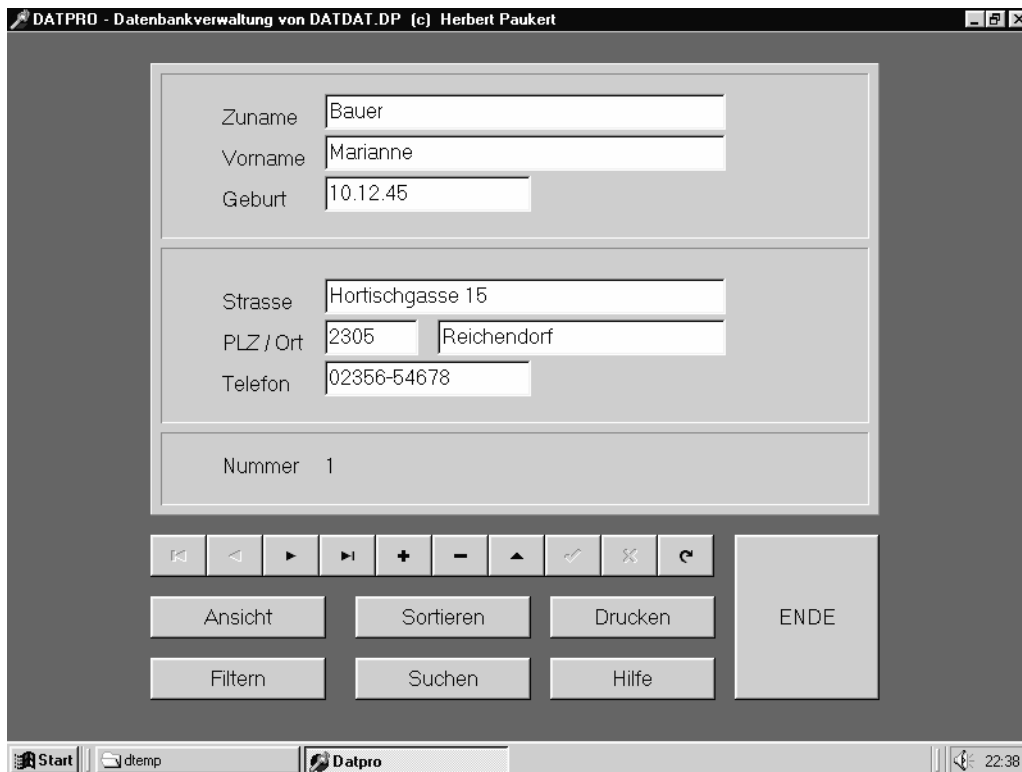 DATPRO - Datenbankverwaltung von DATDAT.DP (c) Herbert Paukert
Zuname Bauer
Vorname Marianne
Geburt 10.12.45
Strasse Hortischgasse 15
PLZ / Ort 2305 Reichendorf
Telefon 02356-54678
Nummer 1
Ansicht Sortieren Drucken ENDE
Filtern Suchen Hilfe
Start dtemp Datpro 22:38